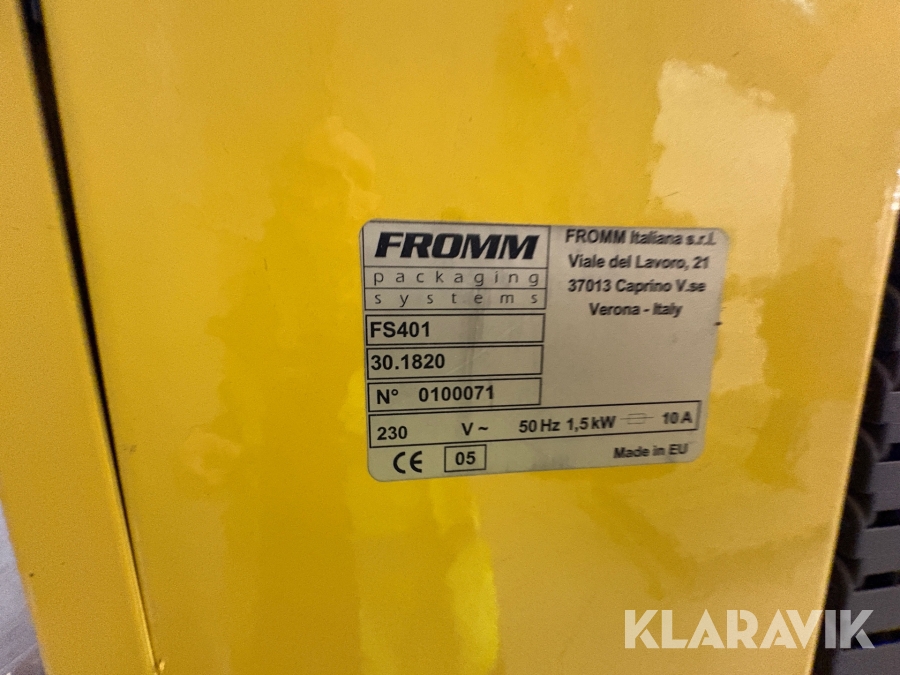 FROMM
packaging
systems
FROMM Italiana s.r.l.
Viale del Lavoro, 21
37013 Caprino V.se
Verona - Italy
FS401
30.1820
N° 0100071
230 V ~ 50 Hz 1,5 kW 10 A
CE 05 Made in EU
KLARAVIK